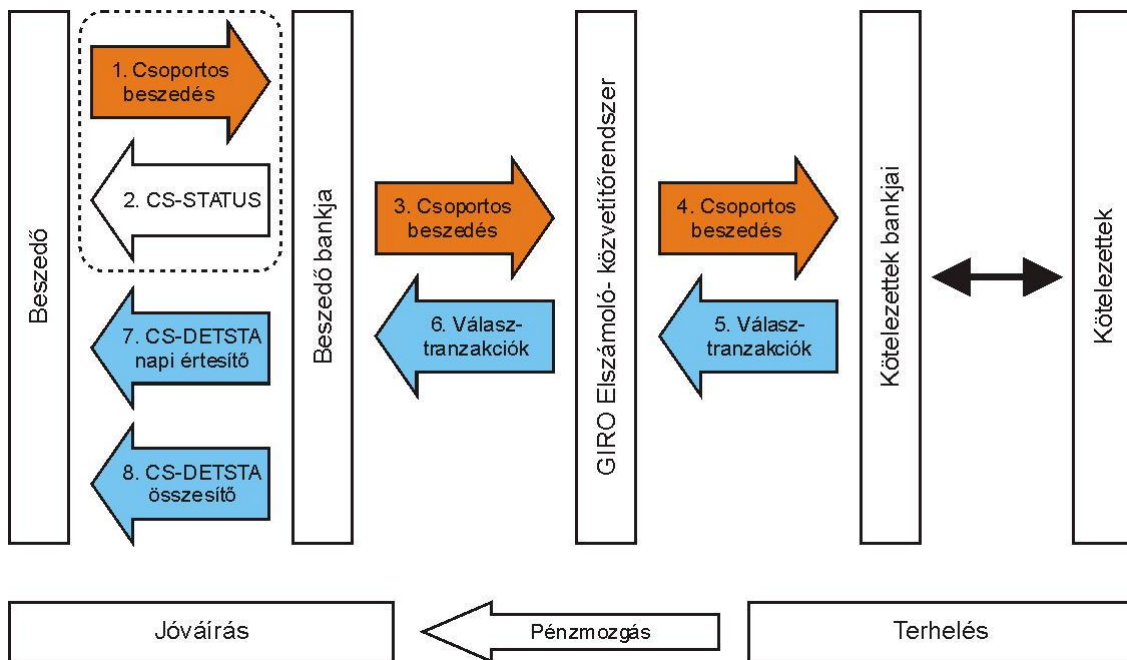 Beszedő
1. Csoportos
beszedés
2. CS-STATUS
7. CS-DETSTA
napi értesítő
8. CS-DETSTA
összesítő
Beszedő bankja
3. Csoportos
beszedés
6. Válasz-
tranzakciók
GIRO Elszámoló- közvetítőrendszer
4. Csoportos
beszedés
5. Válasz-
tranzakciók
Kötelezettek bankjai
Kötelezettek
Jóváírás
Pénzmozgás
Terhelés